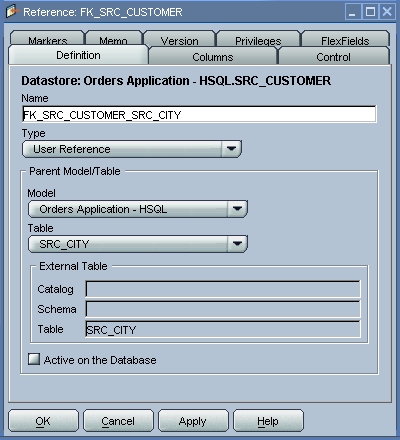 Reference: FK_SRC_CUSTOMER
Markers Memo Version Privileges FlexFields
Definition Columns Control
Datastore: Orders Application - HSQL.SRC_CUSTOMER
Name
FK_SRC_CUSTOMER_SRC_CITY
Type
User Reference
Parent Model/Table
Model
Orders Application - HSQL
Table
SRC_CITY
External Table
Catalog
Schema
Table SRC_CITY
Active on the Database
OK Cancel Apply Help